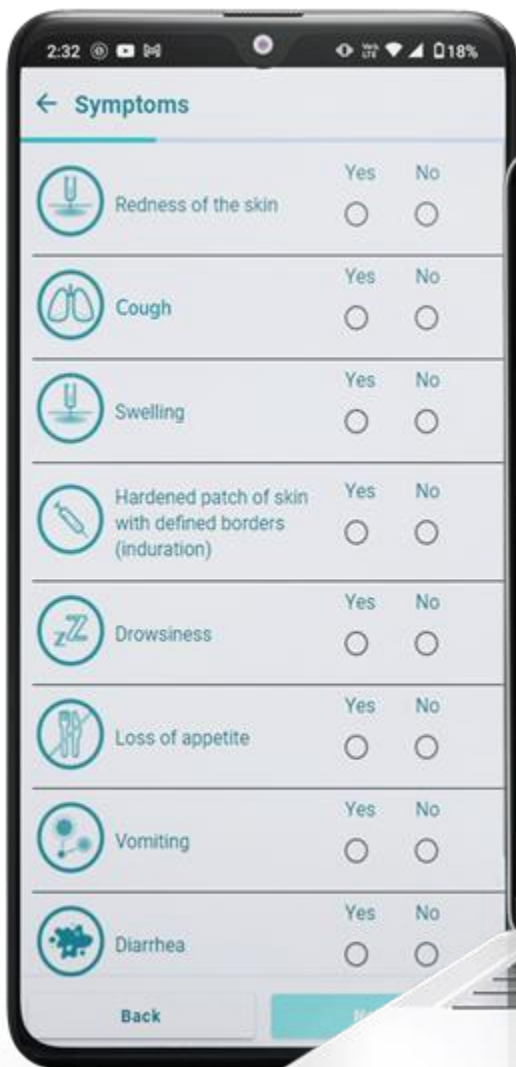 2:32 18%
Symptoms
Yes No
Redness of the skin
Yes No
Cough
Yes No
Swelling
Yes No
Hardened patch of skin
with defined borders
(induration)
Yes No
Drowsiness
Yes No
Loss of appetite
Yes No
Vomiting
Yes No
Diarrhea
Back